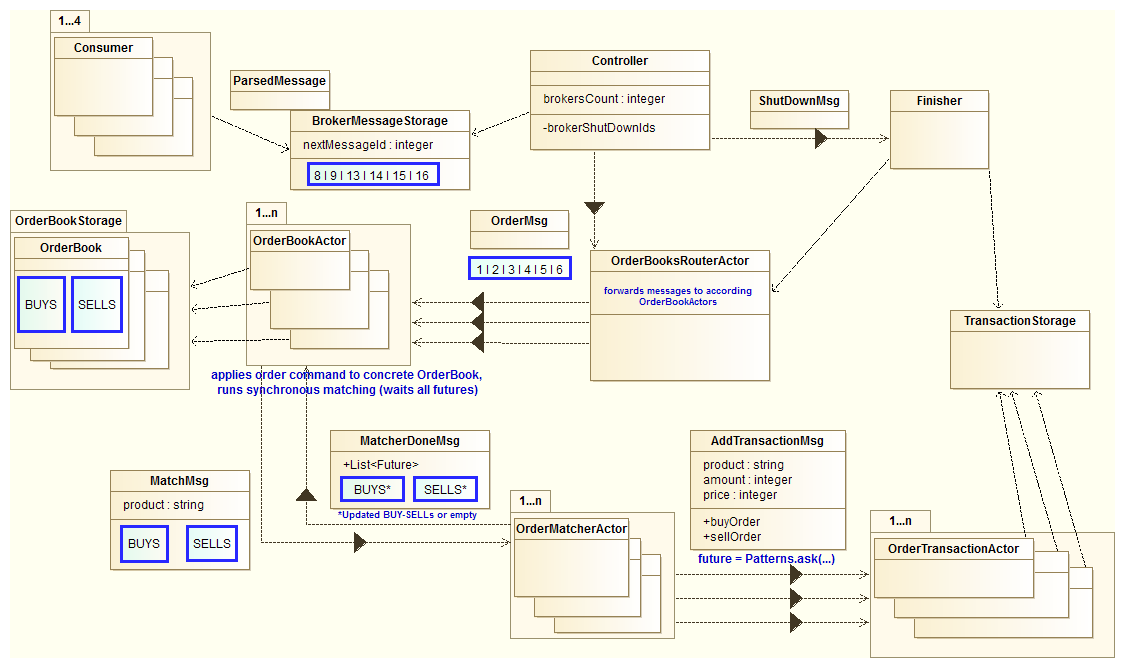 1...4
Consumer
ParsedMessage
BrokerMessageStorage
nextMessageId : integer
8 | 9 | 13 | 14 | 15 | 16
Controller
brokersCount : integer
-brokerShutDownIds
ShutDownMsg
Finisher
OrderBookStorage
OrderBook
BUYS
SELLS
1...n
OrderBookActor
OrderMsg
1 | 2 | 3 | 4 | 5 | 6
OrderBooksRouterActor
forwards messages to according
OrderBookActors
TransactionStorage
applies order command to concrete OrderBook,
runs synchronous matching (waits all futures)
MatchMsg
product : string
BUYS
SELLS
MatcherDoneMsg
+List<Future>
BUYS*
SELLS*
*Updated BUY-SELLs or empty
1...n
OrderMatcherActor
AddTransactionMsg
product : string
amount : integer
price : integer
+buyOrder
+sellOrder
future = Patterns.ask(...)
1...n
OrderTransactionActor